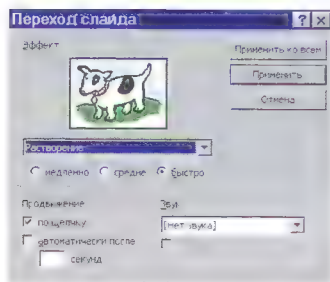 Переход слайда
Эффект
Применить ко всем
Применить
Отмена
Растворение
медленно средне быстро
Продвижение
Звук
по щелчку
[Нет звука]
автоматически после
секунд